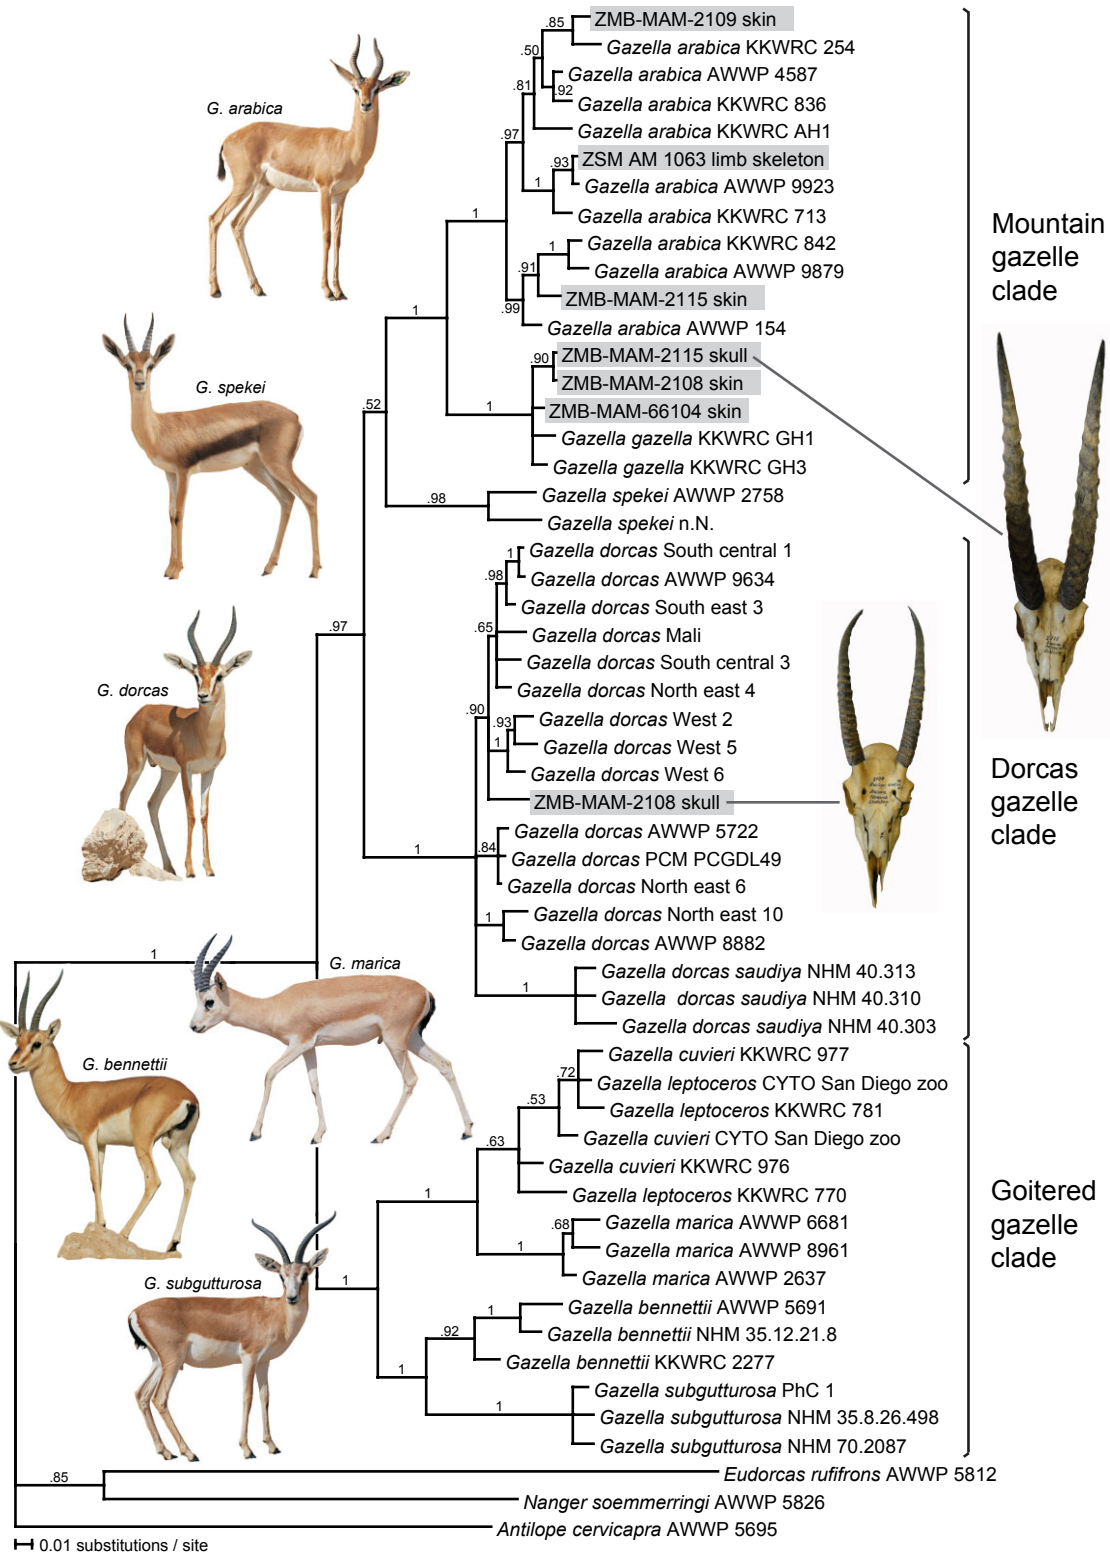 .85
ZMB-MAM-2109 skin
Gazella arabica KKWRC 254
.50
Gazella arabica AWWP 4587
.92
.81
Gazella arabica KKWRC 836
G. arabica
Gazella arabica KKWRC AH1
.97
ZSM AM 1063 limb skeleton
.93
1
Gazella arabica AWWP 9923
Gazella arabica KKWRC 713
1
Mountain
gazelle
clade
Gazella arabica KKWRC 842
1
.91
Gazella arabica AWWP 9879
ZMB-MAM-2115 skin
.99
1
Gazella arabica AWWP 154
.90
ZMB-MAM-2115 skull
ZMB-MAM-2108 skin
G. spekei
.52
1
ZMB-MAM-66104 skin
Gazella gazella KKWRC GH1
Gazella gazella KKWRC GH3
.98
Gazella spekei AWWP 2758
Gazella spekei n.N.
1
Gazella dorcas South central 1
.98
Gazella dorcas AWWP 9634
Gazella dorcas South east 3
.97
.65
Gazella dorcas Mali
Gazella dorcas South central 3
G. dorcas
Gazella dorcas North east 4
.90
.93
Gazella dorcas West 2
1
Gazella dorcas West 5
Gazella dorcas West 6
Dorcas
gazelle
clade
ZMB-MAM-2108 skull
Gazella dorcas AWWP 5722
1
.84
Gazella dorcas PCM PCGDL49
Gazella dorcas North east 6
1
Gazella dorcas North east 10
Gazella dorcas AWWP 8882
1
G. marica
1
Gazella dorcas saudiya NHM 40.313
Gazella dorcas saudiya NHM 40.310
Gazella dorcas saudiya NHM 40.303
G. bennettii
Gazella cuvieri KKWRC 977
.72
Gazella leptoceros CYTO San Diego zoo
.53
Gazella leptoceros KKWRC 781
.63
Gazella cuvieri CYTO San Diego zoo
Gazella cuvieri KKWRC 976
1
Gazella leptoceros KKWRC 770
Goitered
gazelle
clade
.68
Gazella marica AWWP 6681
1
Gazella marica AWWP 8961
Gazella marica AWWP 2637
G. subgutturosa
1
1
Gazella bennettii AWWP 5691
.92
Gazella bennettii NHM 35.12.21.8
Gazella bennettii KKWRC 2277
1
Gazella subgutturosa PhC 1
1
Gazella subgutturosa NHM 35.8.26.498
Gazella subgutturosa NHM 70.2087
.85
Eudorcas rufifrons AWWP 5812
Nanger soemmerringi AWWP 5826
Antilope cervicapra AWWP 5695
0.01 substitutions / site